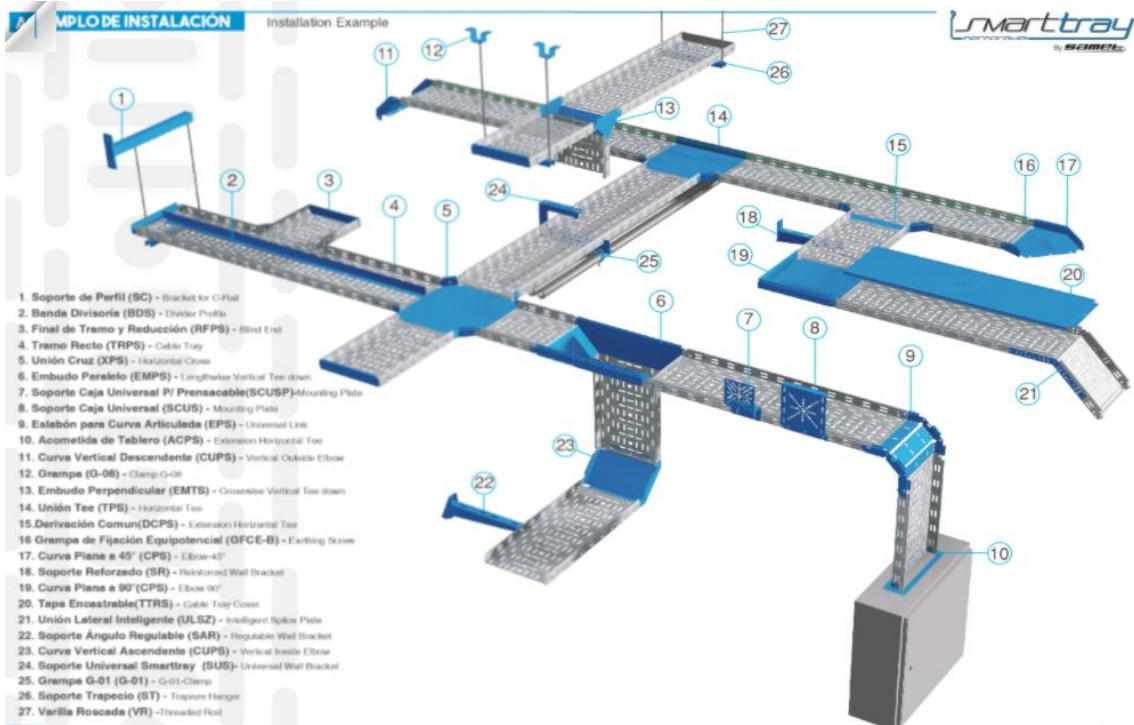 A
MPLO DE INSTALACIÓN
Installation Example
smarttray
By SAMET
27
12
11
26
13
1
14
15
2
3
24
16
17
4
5
18
25
19
20
6
7
8
9
21
23
22
10
1. Soporte de Perfil (SC) - Bracket for C-Rail
2. Banda Divisoría (BDS) - Divider Profile
3. Final de Tramo y Reducción (RFPS) - Blind End
4. Tramo Recto (TRPS) - Cable Tray
5. Unión Cruz (XPS) - Horizontal Cross
6. Embudo Paralelo (EMPS) - Lengthwise Vertical Tee down
7. Soporte Caja Universal P/ Prensacable(SCUSP)-Mounting Plate
8. Soporte Caja Universal (SCUS) - Mounting Plate
9. Eslabón para Curva Articulada (EPS) - Universal Link
10. Acometida de Tablero (ACPS) - Extension Horizontal Tee
11. Curva Vertical Descendente (CUPS) - Vertical Outside Elbow
12. Grampa (G-08) - Clamp G-08
13. Embudo Perpendicular (EMTS) - Crosswise Vertical Tee down
14. Unión Tee (TPS) - Horizontal Tee
15.Derivación Comun(DCPS) - Extension Horizontal Tee
16 Grampa de Fijación Equipotencial (GFCE-B) - Earthing Screw
17. Curva Plana a 45° (CPS) - Elbow-45°
18. Soporte Reforzado (SR) - Reinforced Wall Bracket
19. Curva Plana a 90°(CPS) - Elbow 90°
20. Tapa Encastrable(TTRS) - Cable Tray Cover
21. Unión Lateral Inteligente (ULSZ) - Intelligent Splice Plate
22. Soporte Ángulo Regulable (SAR) - Regulable Wall Bracket
23. Curva Vertical Ascendente (CUPS) - Vertical Inside Elbow
24. Soporte Universal Smarttray (SUS)- Universal Wall Bracket
25. Grampa G-01 (G-01) - G-01-Clamp
26. Soporte Trapecio (ST) - Trapeze Hanger
27. Varilla Roscada (VR) -Threaded Rod